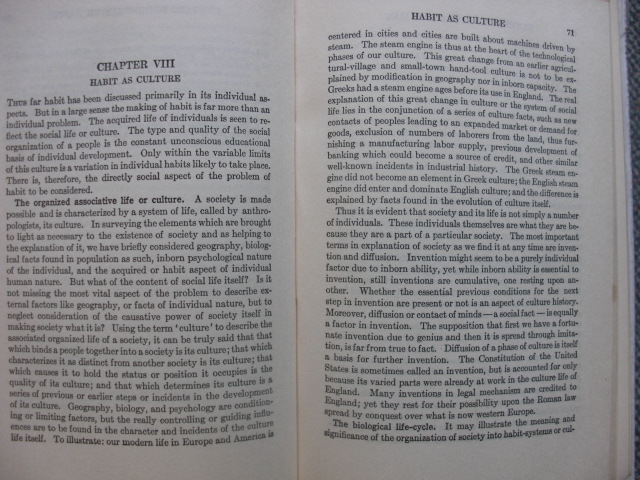 CHAPTER VIII
HABIT AS CULTURE
Thus far habit has been discussed primarily in its individual as-
pects. But in a large sense the making of habit is far more than an
individual problem. The acquired life of individuals is seen to re-
flect the social life or culture. The type and quality of the social
organization of a people is the constant unconscious educational
basis of individual development. Only within the variable limits
of this culture is a variation in individual habits likely to take place.
There is, therefore, the directly social aspect of the problem of
habit to be considered.
The organized associative life or culture. A society is made
possible and is characterized by a system of life, called by anthro-
pologists, its culture. In surveying the elements which are brought
to light as necessary to the existence of society and as helping to
the explanation of it, we have briefly considered geography, biolog-
ical facts found in population as such, inborn psychological nature
of the individual, and the acquired or habit aspect of individual
human nature. But what of the content of social life itself? Is it
not missing the most vital aspect of the problem to describe ex-
ternal factors like geography, or facts of individual nature, but to
neglect consideration of the causative power of society itself in
making society what it is? Using the term 'culture' to describe the
associated organized life of a society, it can be truly said that that
which binds a people together into a society is its culture; that which
characterizes it as distinct from another society is its culture; that
which causes it to hold the status or position it occupies is the
quality of its culture; and that which determines its culture is a
series of previous or earlier steps or incidents in the development
of its culture. Geography, biology, and psychology are condition-
ing or limiting factors, but the really controlling or guiding influ-
ences are to be found in the character and incidents of the culture
life itself. To illustrate: our modern life in Europe and America is
HABIT AS CULTURE 71
centered in cities and cities are built about machines driven by
steam. The steam engine is thus at the heart of the technological
phases of our culture. This great change from an earlier agricul-
tural-village and small-town hand-tool culture is not to be ex-
plained by modification in geography nor in inborn capacity. The
Greeks had a steam engine ages before its use in England. The real
explanation of this great change in culture or the system of social
life lies in the conjunction of a series of culture facts, such as new
contacts of peoples leading to an expanded market or demand for
goods, exclusion of numbers of laborers from the land, thus fur-
nishing a manufacturing labor supply, previous development of
banking which could become a source of credit, and other similar
well-known incidents in industrial history. The Greek steam en-
gine did not become an element in Greek culture; the English steam
engine did enter and dominate English culture; and the difference is
explained by facts found in the evolution of culture itself.
Thus it is evident that society and its life is not simply a number
of individuals. These individuals themselves are what they are be-
cause they are a part of a particular society. The most important
terms in explanation of society as we find it at any time are inven-
tion and diffusion. Invention might seem to be a purely individual
factor due to inborn ability, yet while inborn ability is essential to
invention, still inventions are cumulative, one resting upon an-
other. Whether the essential previous conditions for the next
step in invention are present or not is an aspect of culture history.
Moreover, diffusion or contact of minds — a social fact — is equally
a factor in invention. The supposition that first we have a fortu-
nate invention due to genius and then it is spread through imita-
tion, is far from true to fact. Diffusion of a phase of culture is itself
a basis for further invention. The Constitution of the United
States is sometimes called an invention, but is accounted for only
because its varied parts were already at work in the culture life of
England. Many inventions in legal mechanism are credited to
England; yet they rest for their possibility upon the Roman law
spread by conquest over what is now western Europe.
The biological life-cycle. It may illustrate the meaning and
significance of the organization of society into habit-systems or cul-